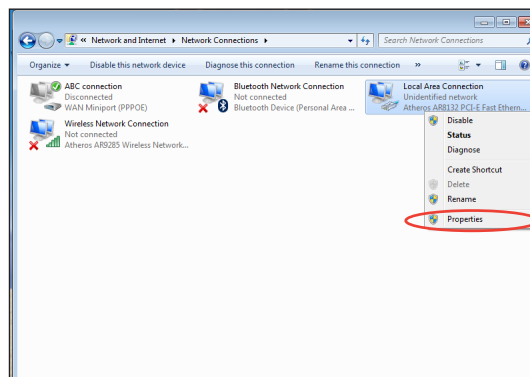 « Network and Internet ▸ Network Connections ▸
Search Network Connections
Organize ▾ Disable this network device Diagnose this connection Rename this connection »
ABC connection
Disconnected
WAN Miniport (PPPOE)
Bluetooth Network Connection
Not connected
Bluetooth Device (Personal Area ...
Local Area Connection
Unidentified network
Atheros AR8132 PCI-E Fast Ethern...
Wireless Network Connection
Not connected
Atheros AR9285 Wireless Network...
Disable
Status
Diagnose
Create Shortcut
Delete
Rename
Properties